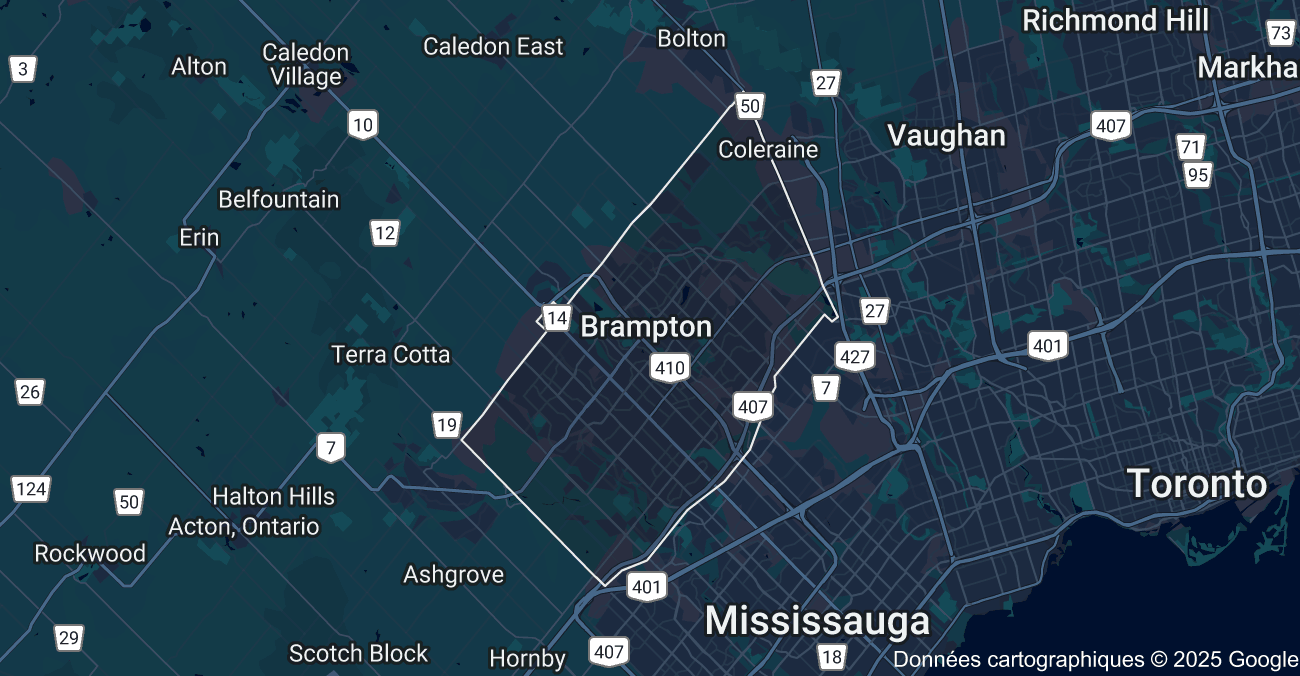 Richmond Hill
73
Caledon East
Bolton
Caledon
Village
3
Alton
Markha
27
50
10
407
Vaughan
71
Coleraine
95
Belfountain
12
Erin
27
14
Brampton
401
Terra Cotta
427
410
7
26
407
19
7
124
Toronto
50
Halton Hills
Acton, Ontario
Rockwood
Ashgrove
401
Mississauga
29
Scotch Block
Hornby
407
18
Données cartographiques © 2025 Google